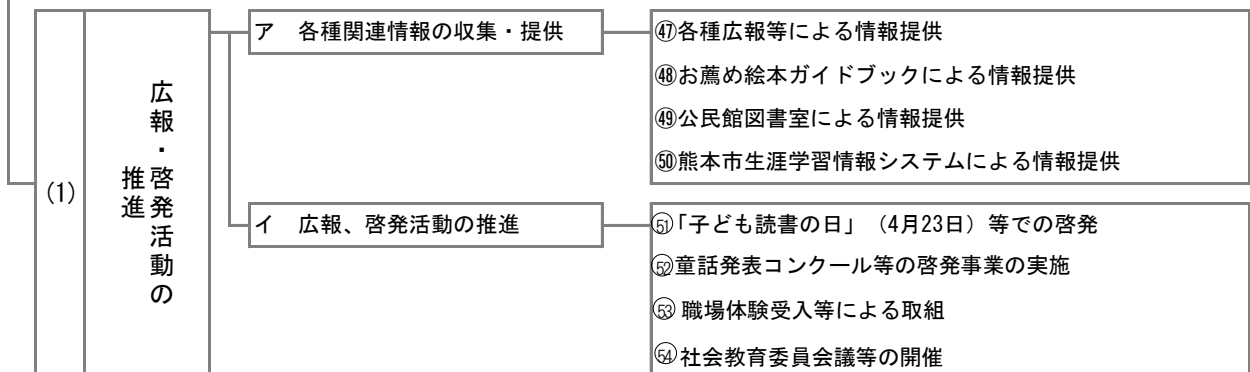 (1)
広報・啓発活動の
推進
ア　各種関連情報の収集・提供
㊼各種広報等による情報提供
㊽お薦め絵本ガイドブックによる情報提供
㊾公民館図書室による情報提供
㊿熊本市生涯学習情報システムによる情報提供
イ　広報、啓発活動の推進
51「子ども読書の日」（4月23日）等での啓発
52童話発表コンクール等の啓発事業の実施
53 職場体験受入等による取組
54社会教育委員会議等の開催